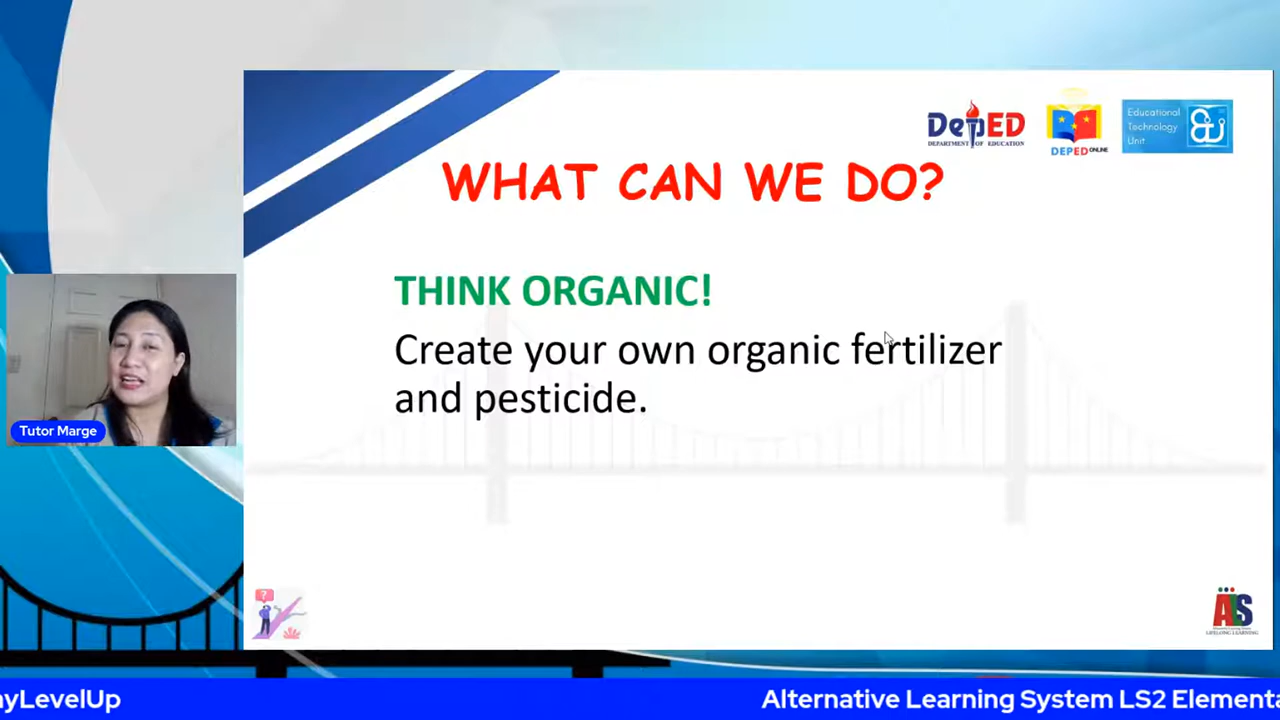 DepED
DEPARTMENT OF EDUCATION
DEPED ONLINE
Educational
Technology
Unit
WHAT CAN WE DO?
THINK ORGANIC!
Create your own organic fertilizer
and pesticide.
Tutor Marge
?
ALS
LIFELONG LEARNING
ayLevelUp
Alternative Learning System LS2 Elementa